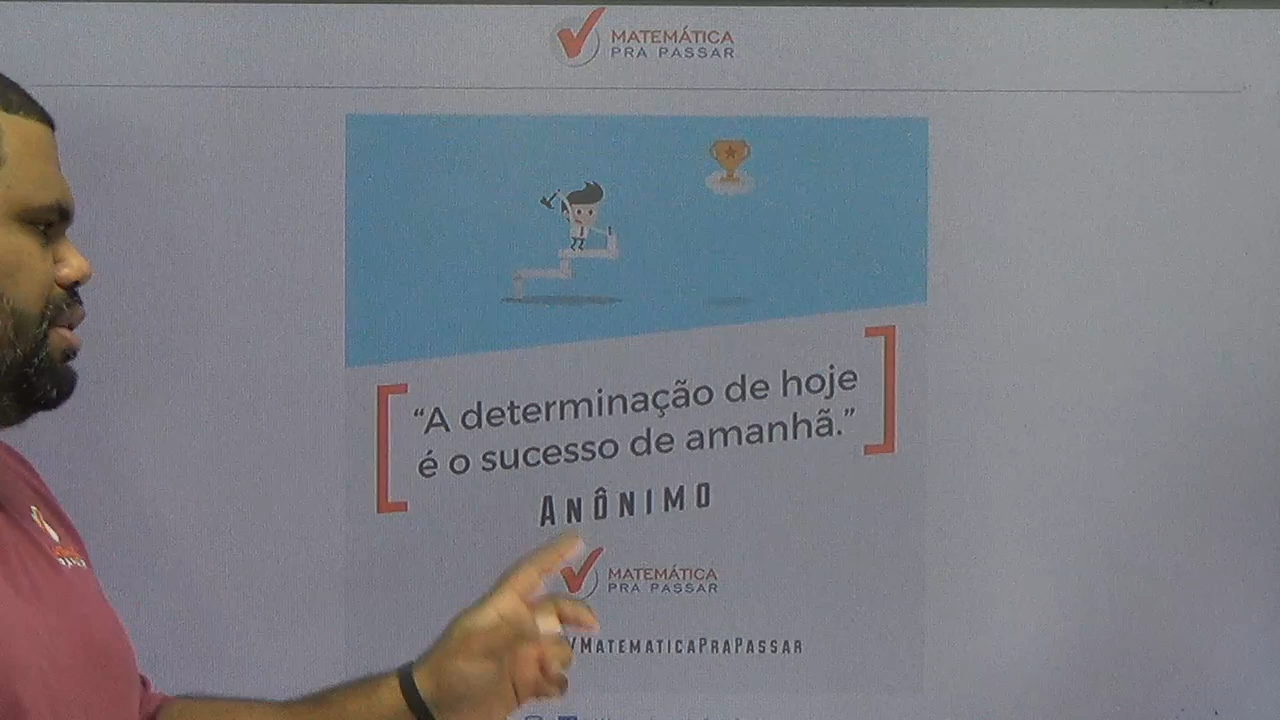 MATEMÁTICA
PRA PASSAR
“A determinação de hoje
é o sucesso de amanhã.”
ANÔNIMO
MATEMÁTICA
PRA PASSAR
/MATEMATICAPRAPASSAR